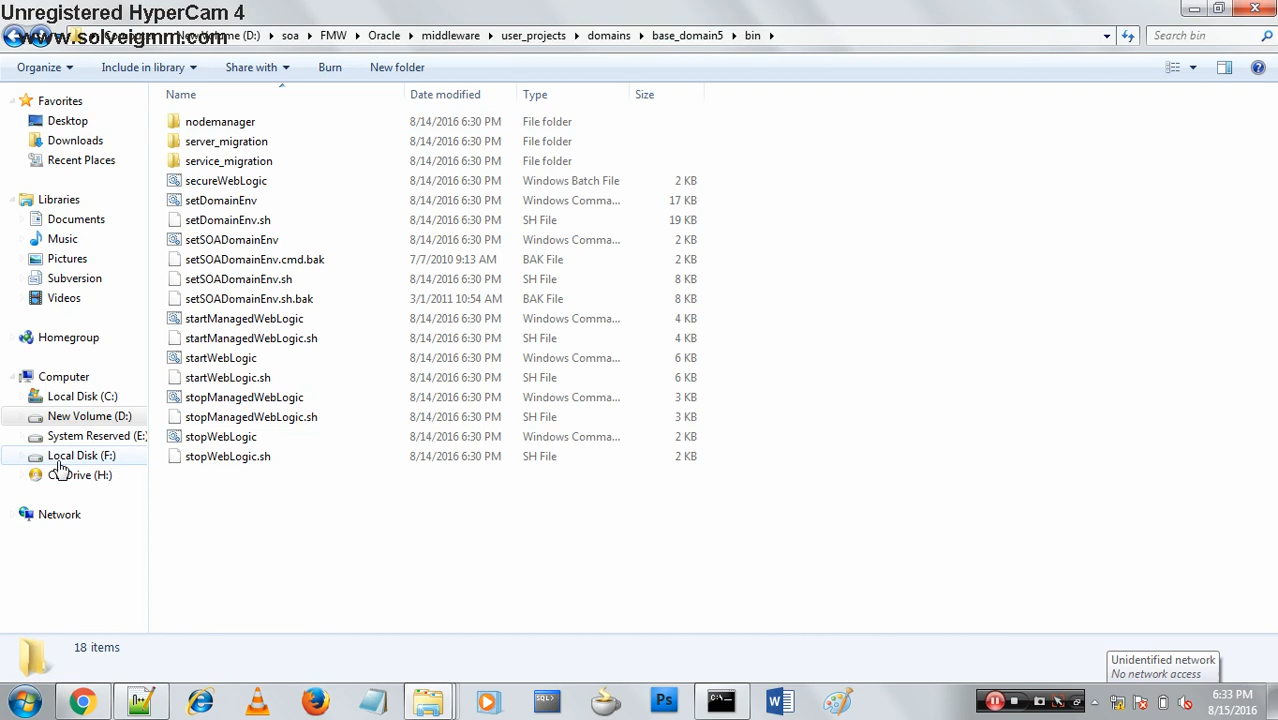 Unregistered HyperCam 4
www.solveigmm.com
(D:) soa FMW Oracle middleware user_projects domains base_domain5 bin
Search bin
Organize Include in library Share with Burn New folder
Name Date modified Type Size
Favorites
Desktop
Downloads
Recent Places
Libraries
Documents
Music
Pictures
Subversion
Videos
Homegroup
Computer
Local Disk (C:)
New Volume (D:)
System Reserved (E:
Local Disk (F:)
Drive (H:)
Network
nodemanager 8/14/2016 6:30 PM File folder
server_migration 8/14/2016 6:30 PM File folder
service_migration 8/14/2016 6:30 PM File folder
secureWebLogic 8/14/2016 6:30 PM Windows Batch File 2 KB
setDomainEnv 8/14/2016 6:30 PM Windows Comma... 17 KB
setDomainEnv.sh 8/14/2016 6:30 PM SH File 19 KB
setSOADomainEnv 8/14/2016 6:30 PM Windows Comma... 2 KB
setSOADomainEnv.cmd.bak 7/7/2010 9:13 AM BAK File 2 KB
setSOADomainEnv.sh 8/14/2016 6:30 PM SH File 8 KB
setSOADomainEnv.sh.bak 3/1/2011 10:54 AM BAK File 8 KB
startManagedWebLogic 8/14/2016 6:30 PM Windows Comma... 4 KB
startManagedWebLogic.sh 8/14/2016 6:30 PM SH File 4 KB
startWebLogic 8/14/2016 6:30 PM Windows Comma... 6 KB
startWebLogic.sh 8/14/2016 6:30 PM SH File 6 KB
stopManagedWebLogic 8/14/2016 6:30 PM Windows Comma... 3 KB
stopManagedWebLogic.sh 8/14/2016 6:30 PM SH File 3 KB
stopWebLogic 8/14/2016 6:30 PM Windows Comma... 2 KB
stopWebLogic.sh 8/14/2016 6:30 PM SH File 2 KB
18 items
Unidentified network
No network access
6:33 PM
8/15/2016